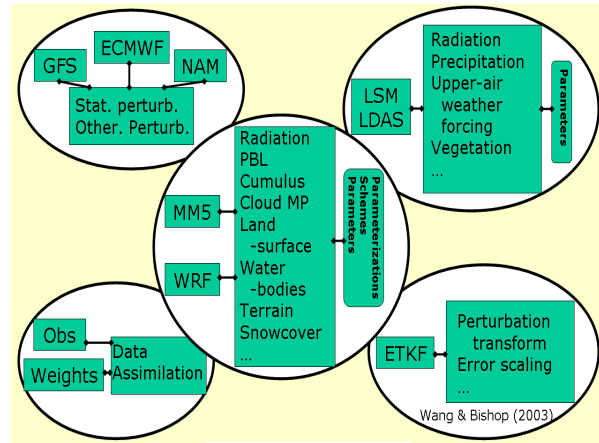 GFS
ECMWF
NAM
Stat. perturb.
Other. Perturb.
LSM
LDAS
Radiation
Precipitation
Upper-air
weather
forcing
Vegetation
...
Parameters
MM5
WRF
Radiation
PBL
Cumulus
Cloud MP
Land
-surface
Water
-bodies
Terrain
Snowcover
...
Parameterizations
Schemes
Parameters
Obs
Weights
Data
Assimilation
ETKF
Perturbation
transform
Error scaling
...
Wang & Bishop (2003)